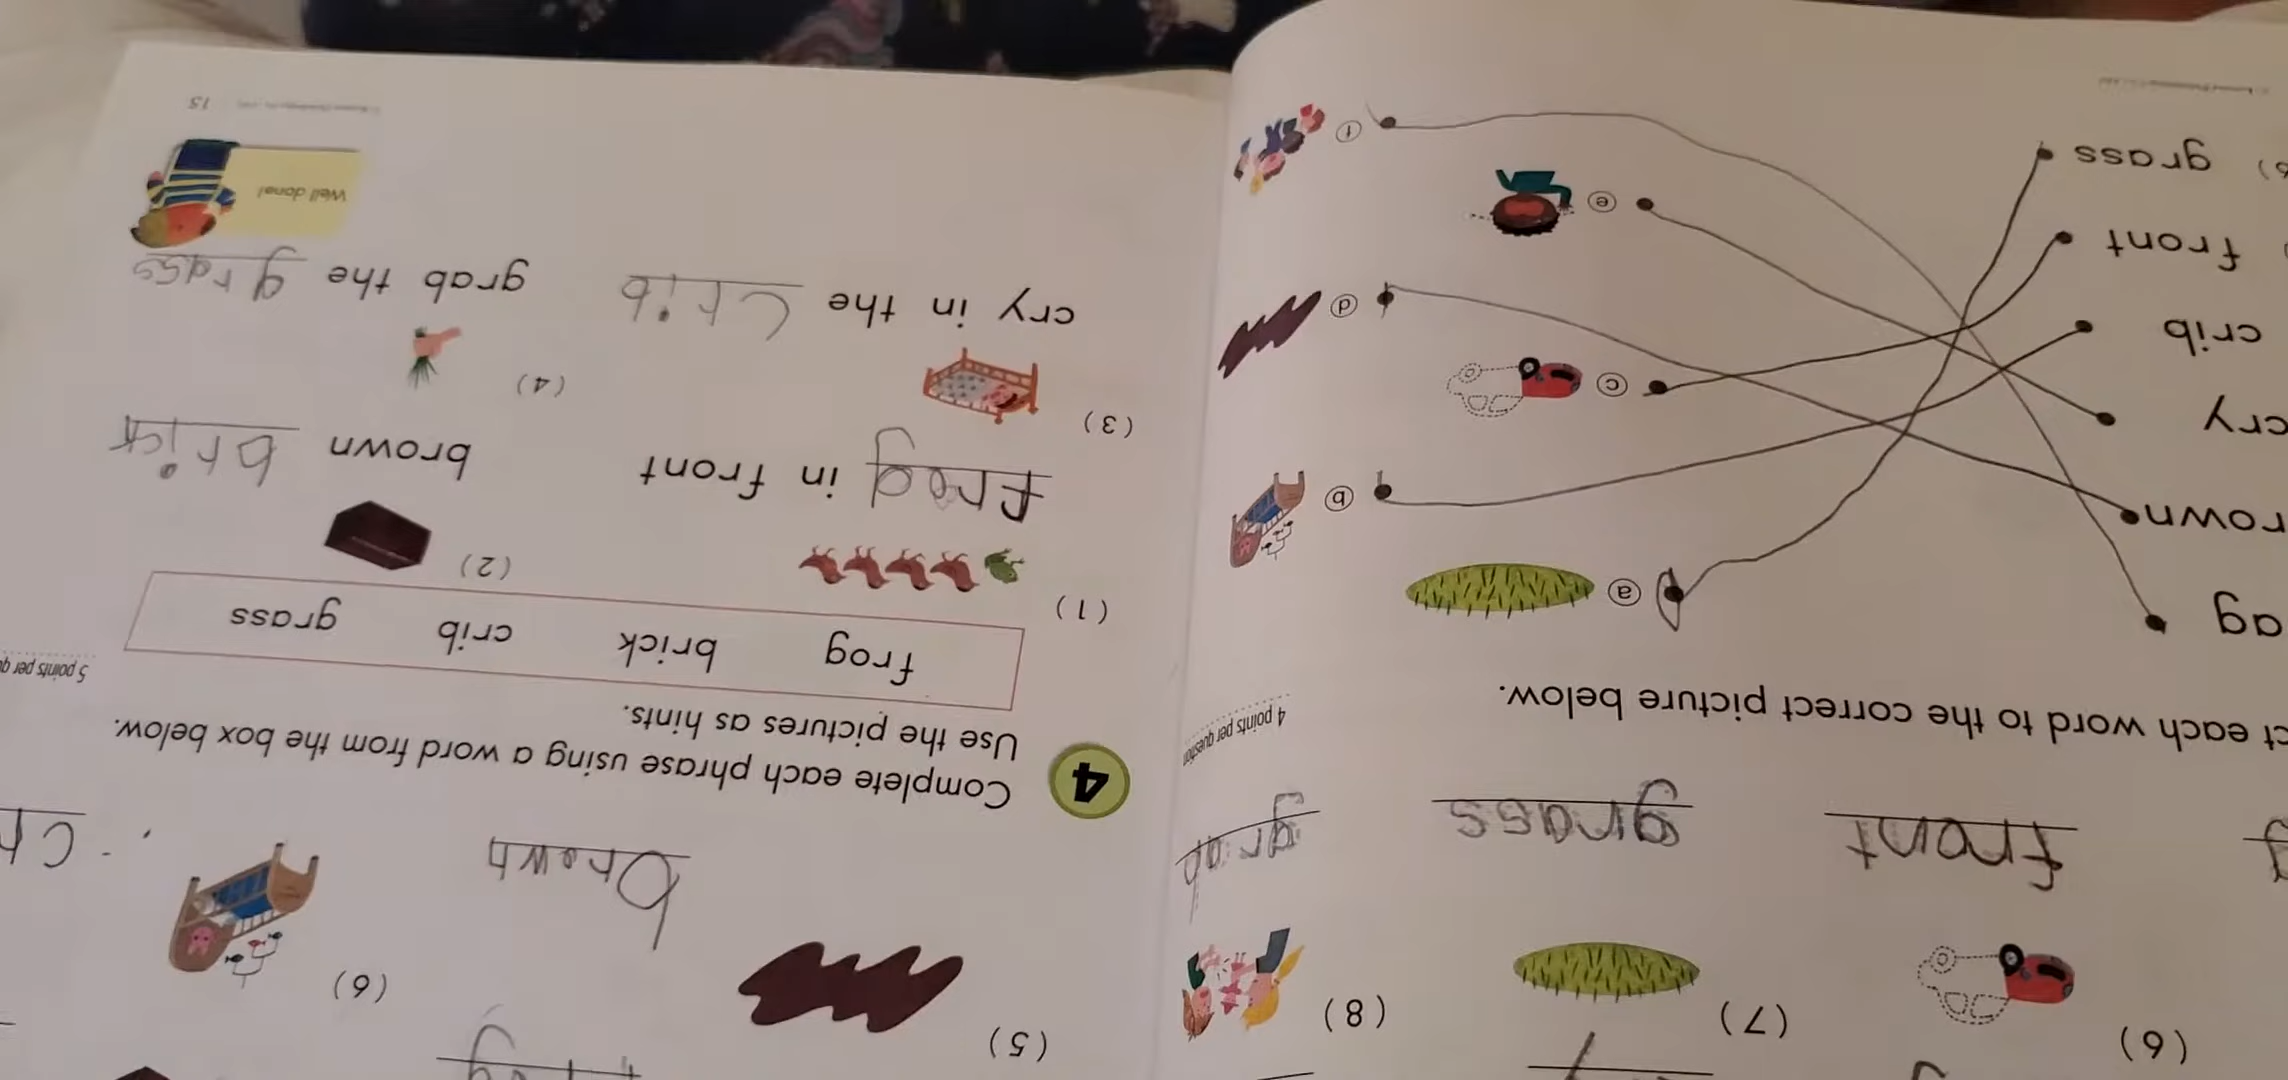 (6) (7) (8)
front grass grab
ct each word to the correct picture below.
4 points per question
rown
cry
crib
front
grass
a
b
c
d
e
f
(5) (6)
brown cr
4 Complete each phrase using a word from the box below.
Use the pictures as hints.
5 points per qu
frog brick crib grass
(1) (2)
frog in front brown brick
(3) (4)
cry in the crib grab the grass
Well done!
15